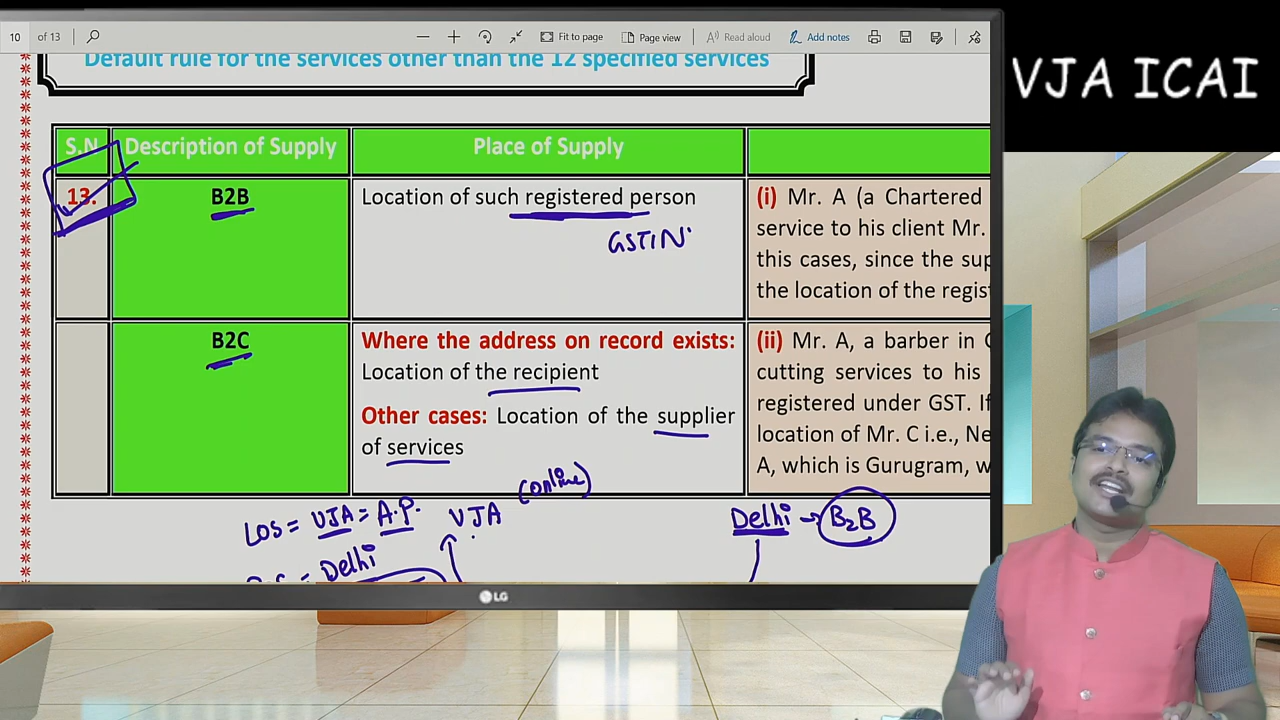 10 of 13
Fit to page
Page view
Read aloud
Add notes
VJA ICAI
Default rule for the services other than the 12 specified services
S.N
Description of Supply
Place of Supply
13.
B2B
Location of such registered person
GSTIN
(i) Mr. A (a Chartered
service to his client Mr.
this cases, since the sup
the location of the regist
B2C
Where the address on record exists:
Location of the recipient
Other cases: Location of the supplier
of services
(ii) Mr. A, a barber in
cutting services to his
registered under GST. If
location of Mr. C i.e., Ne
A, which is Gurugram, w
(online)
LOS = VJA = A.P.
VJA
Delhi → B2B
= Delhi
LG